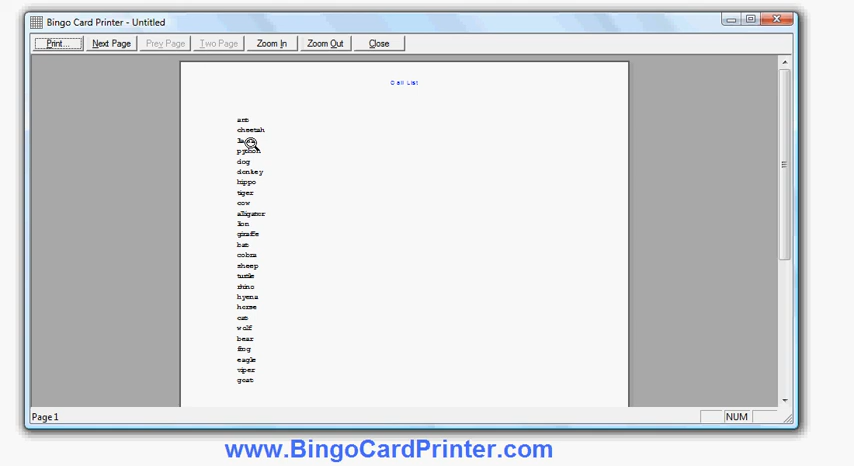 Bingo Card Printer - Untitled
Print... Next Page Prev Page Two Page Zoom In Zoom Out Close
Call List
ant
cheetah
python
dog
donkey
hippo
tiger
cow
alligator
lion
giraffe
bat
cobra
sheep
turtle
rhino
hyena
horse
cat
wolf
bear
frog
eagle
viper
goat
Page 1 NUM
www.BingoCardPrinter.com